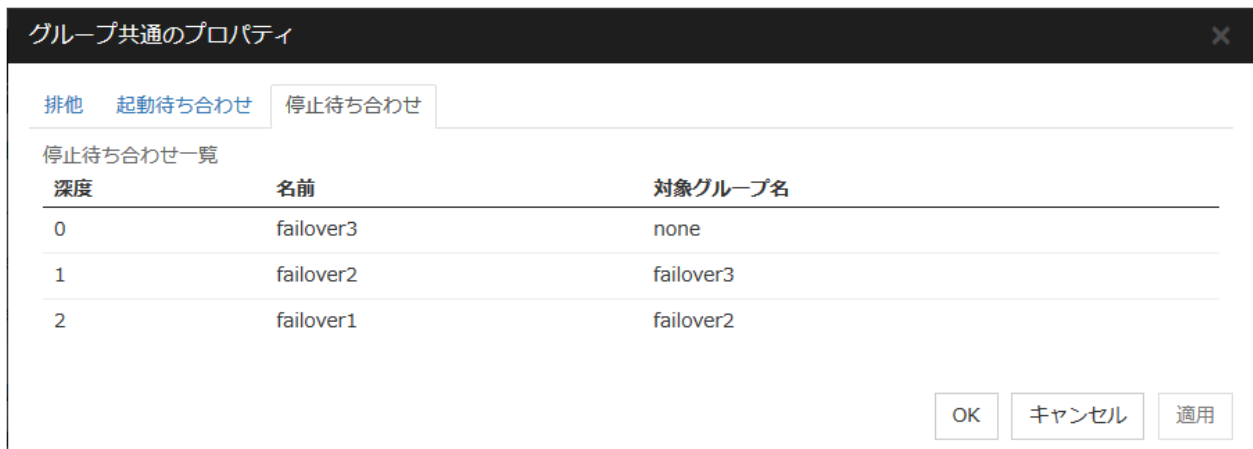 グループ共通のプロパティ ×
排他 起動待ち合わせ 停止待ち合わせ
停止待ち合わせ一覧
深度 名前 対象グループ名
0 failover3 none
1 failover2 failover3
2 failover1 failover2
OK キャンセル 適用